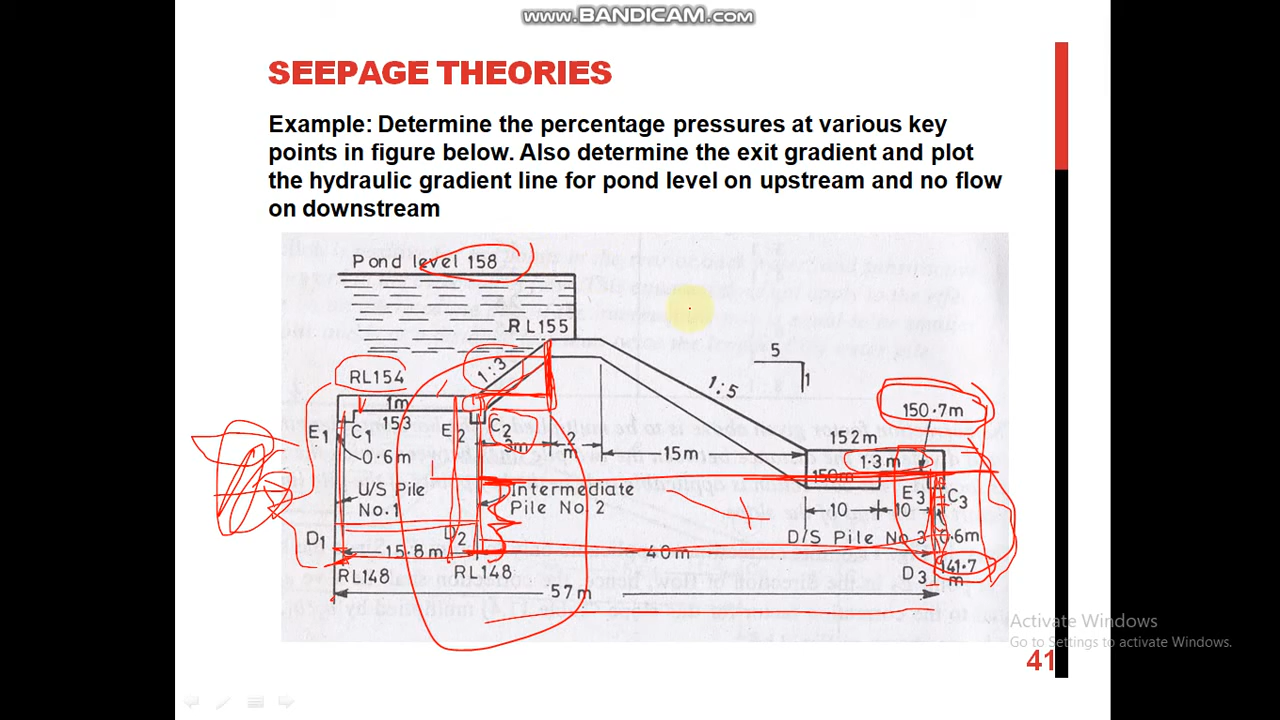 www.BANDICAM.com
SEEPAGE THEORIES
Example: Determine the percentage pressures at various key
points in figure below. Also determine the exit gradient and plot
the hydraulic gradient line for pond level on upstream and no flow
on downstream
Pond level 158
RL155
5
1
1:3
1:5
RL154
1m
153
150.7m
152m
1.3m
150m
E1
C1
E2
C2
3m
2
m
15m
0.6m
U/S Pile
No.1
Intermediate
Pile No.2
10
10
E3
C3
D1
D2
15.8m
40m
D/S Pile No.3
0.6m
RL148
RL148
D3
141.7
m
57m
Activate Windows
Go to Settings to activate Windows.
41